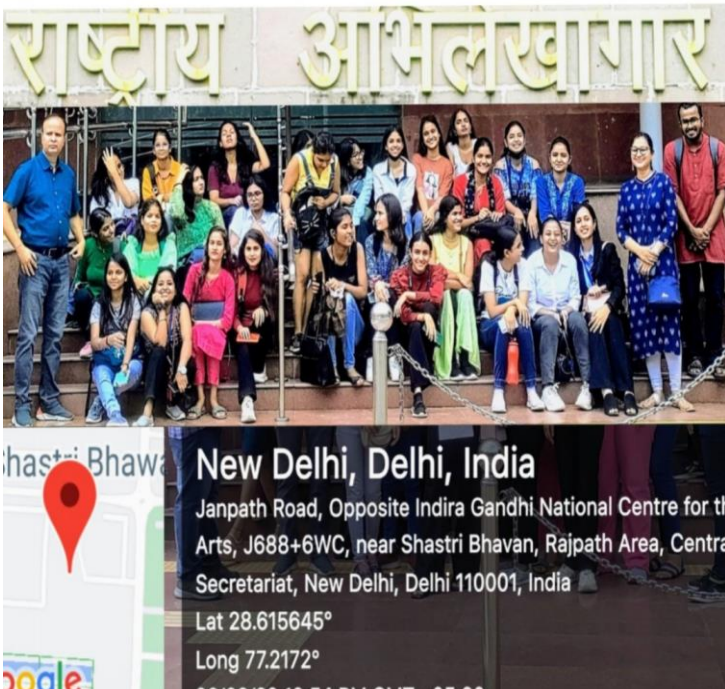 राष्ट्रीय अभिलेखागार
Shastri Bhawa
New Delhi, Delhi, India
Janpath Road, Opposite Indira Gandhi National Centre for th
Arts, J688+6WC, near Shastri Bhavan, Rajpath Area, Centra
Secretariat, New Delhi, Delhi 110001, India
Lat 28.615645°
Long 77.2172°
oogle